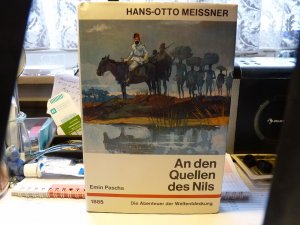 HANS-OTTO MEISSNER
An den
Quellen
des Nils
Emin Pascha
1885
Die Abenteuer der Weltentdeckung